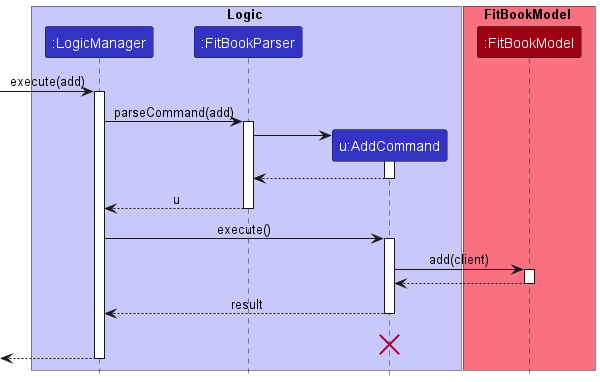 Logic
FitBookModel
:LogicManager
:FitBookParser
:FitBookModel
execute(add)
parseCommand(add)
u:AddCommand
u
execute()
add(client)
result